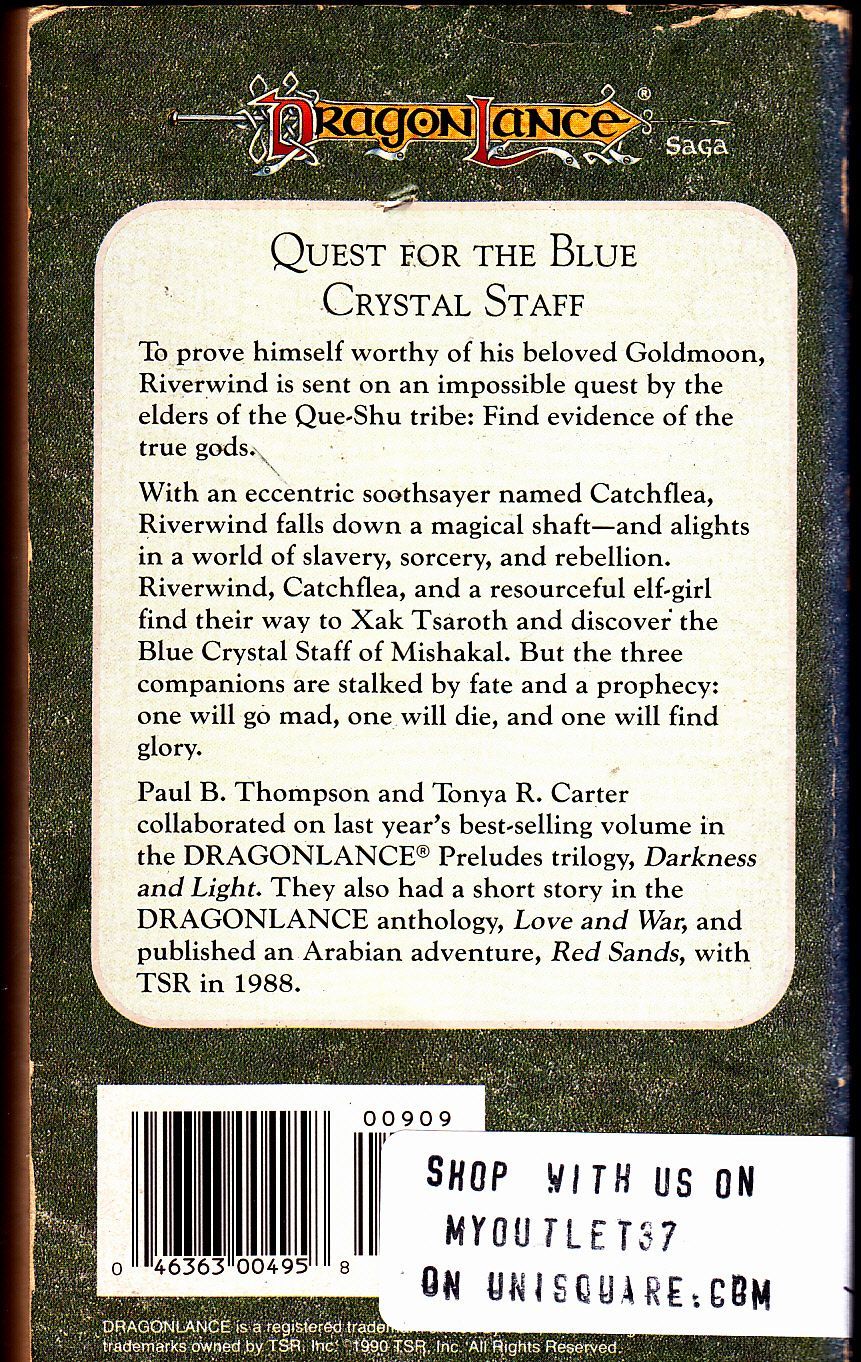 DRAGONLANCE®
SAGA
QUEST FOR THE BLUE
CRYSTAL STAFF
To prove himself worthy of his beloved Goldmoon,
Riverwind is sent on an impossible quest by the
elders of the Que-Shu tribe: Find evidence of the
true gods.
With an eccentric soothsayer named Catchflea,
Riverwind falls down a magical shaft—and alights
in a world of slavery, sorcery, and rebellion.
Riverwind, Catchflea, and a resourceful elf-girl
find their way to Xak Tsaroth and discover the
Blue Crystal Staff of Mishakal. But the three
companions are stalked by fate and a prophecy:
one will go mad, one will die, and one will find
glory.
Paul B. Thompson and Tonya R. Carter
collaborated on last year's best-selling volume in
the DRAGONLANCE® Preludes trilogy, Darkness
and Light. They also had a short story in the
DRAGONLANCE anthology, Love and War, and
published an Arabian adventure, Red Sands, with
TSR in 1988.
00909
0 46363 00495 8
SHOP WITH US ON
MYOUTLET37
ON UNISQUARE.COM
DRAGONLANCE is a registered
trademarks owned by TSR, Inc. ©1990 TSR, Inc. All Rights Reserved.